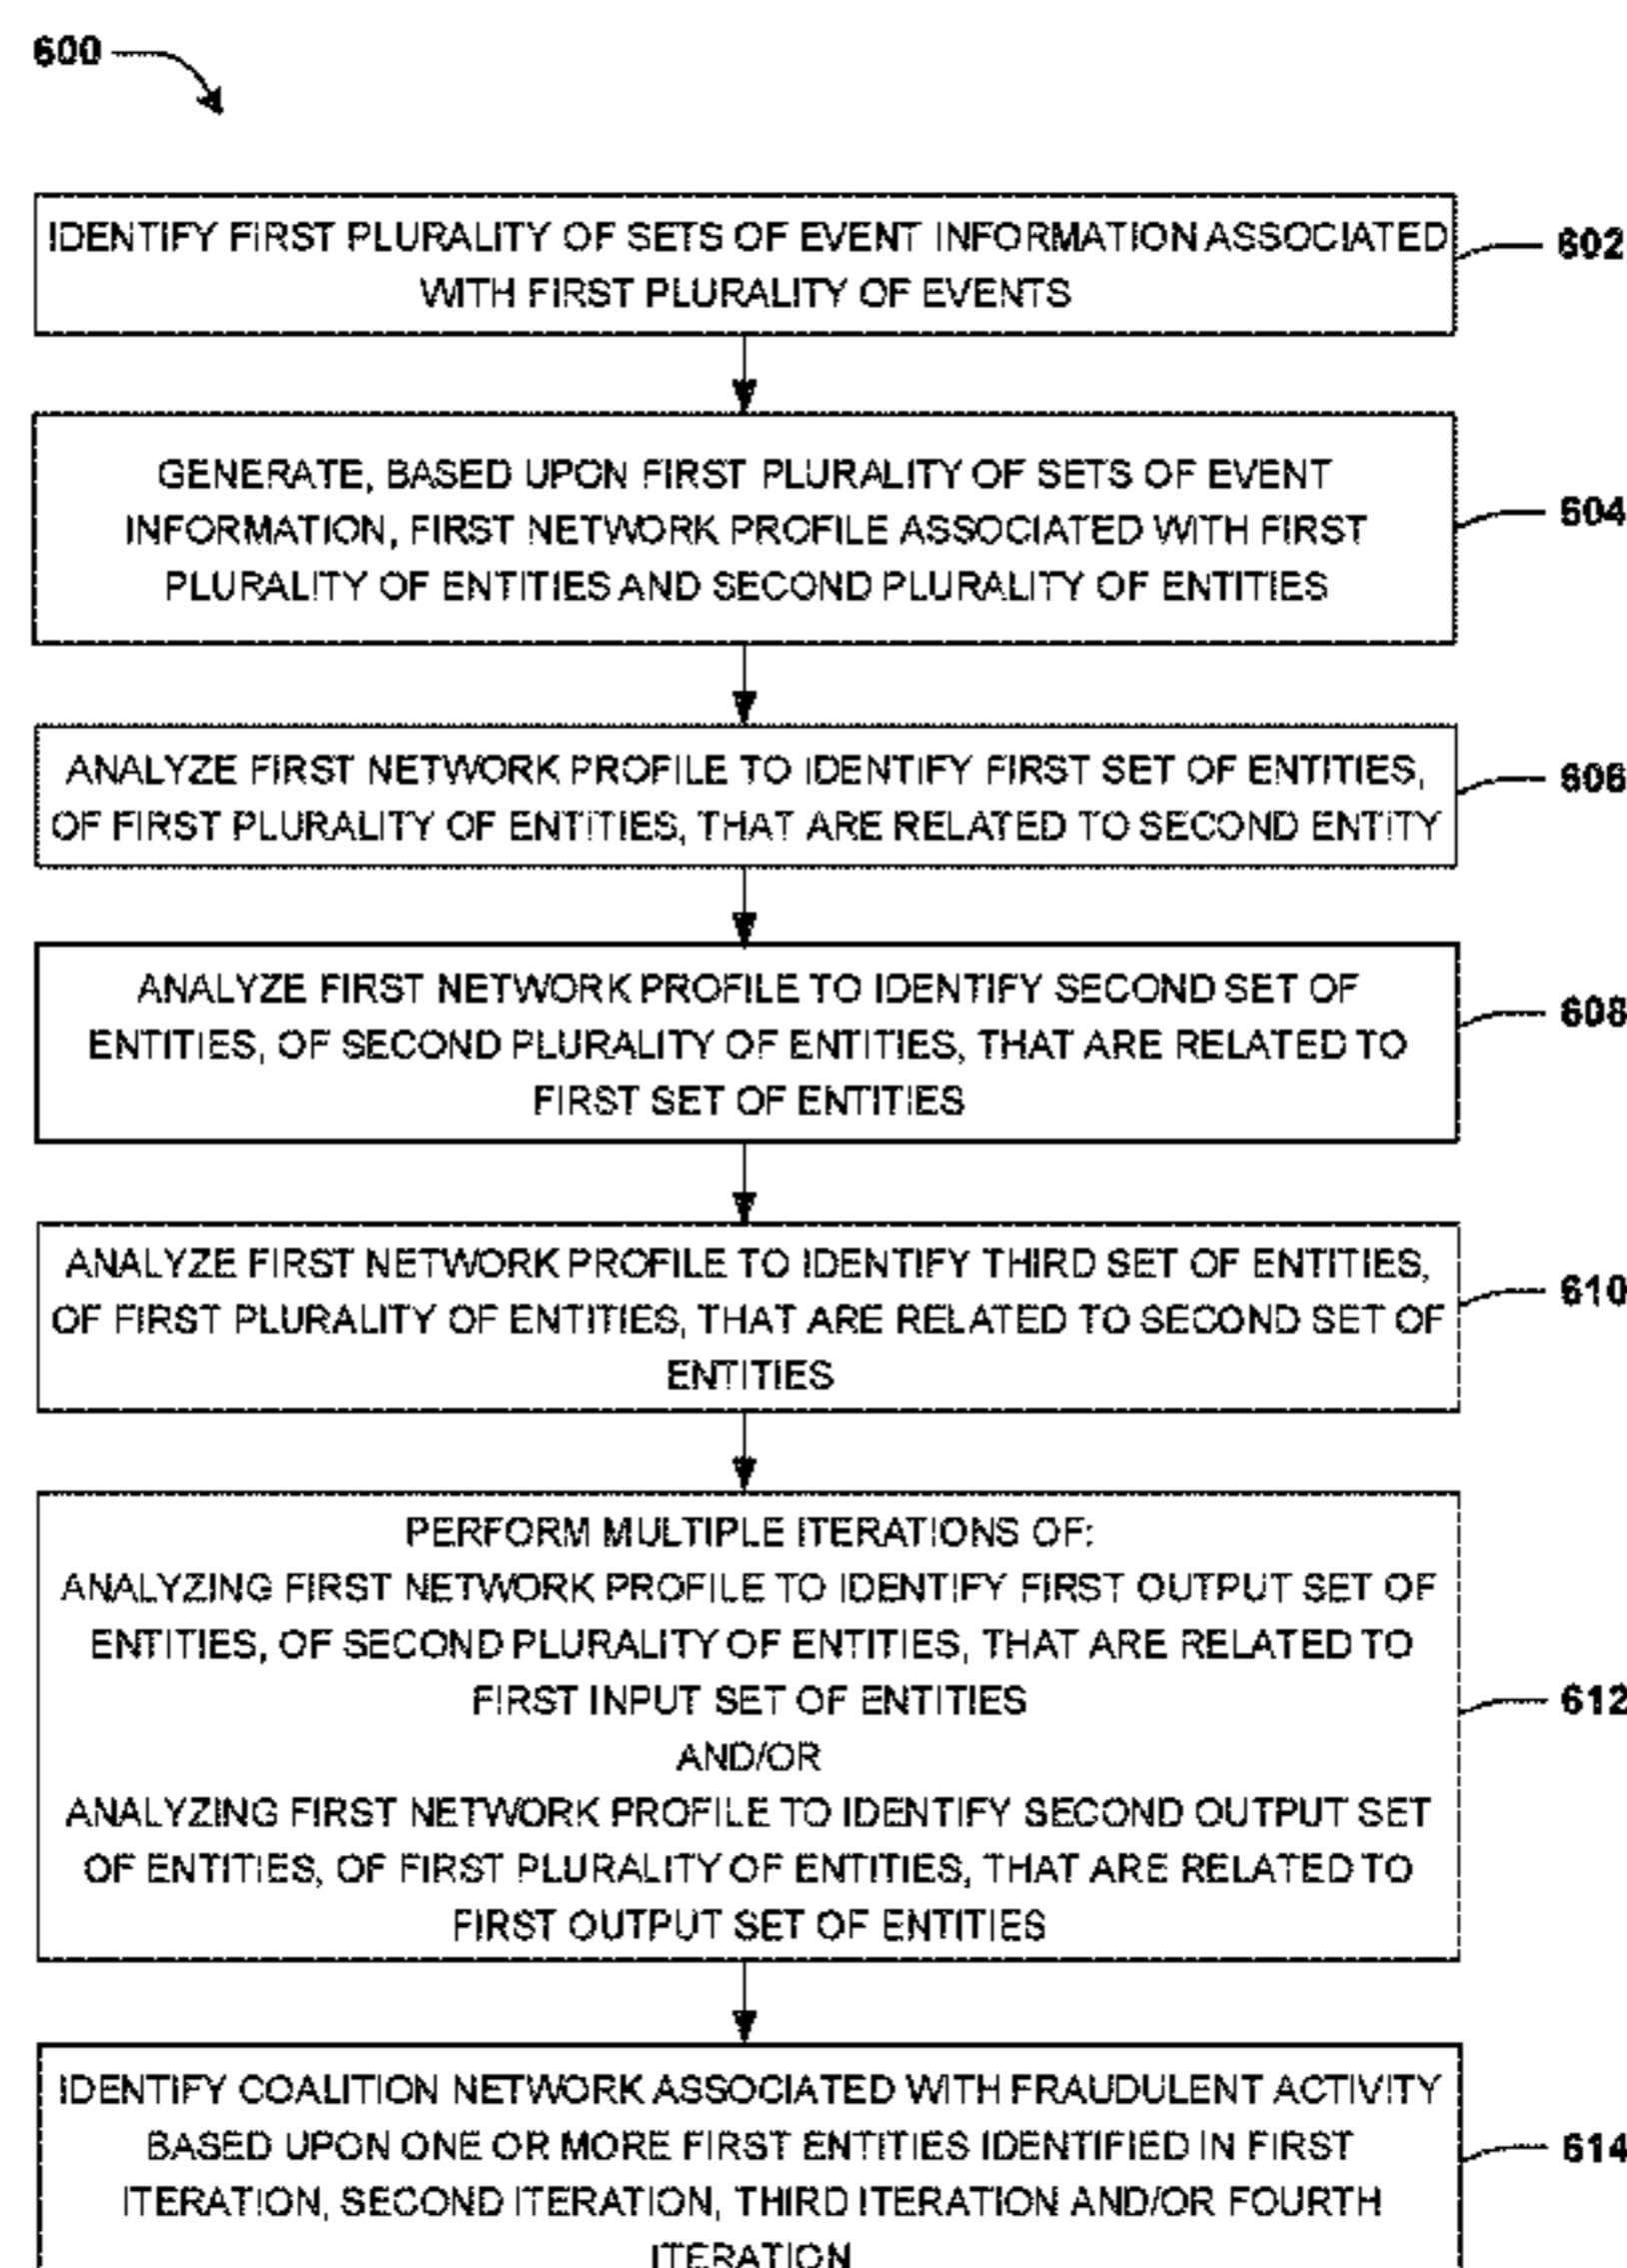 600
IDENTIFY FIRST PLURALITY OF SETS OF EVENT INFORMATION ASSOCIATED
WITH FIRST PLURALITY OF EVENTS
602
GENERATE, BASED UPON FIRST PLURALITY OF SETS OF EVENT
INFORMATION, FIRST NETWORK PROFILE ASSOCIATED WITH FIRST
PLURALITY OF ENTITIES AND SECOND PLURALITY OF ENTITIES
604
ANALYZE FIRST NETWORK PROFILE TO IDENTIFY FIRST SET OF ENTITIES,
OF FIRST PLURALITY OF ENTITIES, THAT ARE RELATED TO SECOND ENTITY
606
ANALYZE FIRST NETWORK PROFILE TO IDENTIFY SECOND SET OF
ENTITIES, OF SECOND PLURALITY OF ENTITIES, THAT ARE RELATED TO
FIRST SET OF ENTITIES
608
ANALYZE FIRST NETWORK PROFILE TO IDENTIFY THIRD SET OF ENTITIES,
OF FIRST PLURALITY OF ENTITIES, THAT ARE RELATED TO SECOND SET OF
ENTITIES
610
PERFORM MULTIPLE ITERATIONS OF:
ANALYZING FIRST NETWORK PROFILE TO IDENTIFY FIRST OUTPUT SET OF
ENTITIES, OF SECOND PLURALITY OF ENTITIES, THAT ARE RELATED TO
FIRST INPUT SET OF ENTITIES
AND/OR
ANALYZING FIRST NETWORK PROFILE TO IDENTIFY SECOND OUTPUT SET
OF ENTITIES, OF FIRST PLURALITY OF ENTITIES, THAT ARE RELATED TO
FIRST OUTPUT SET OF ENTITIES
612
IDENTIFY COALITION NETWORK ASSOCIATED WITH FRAUDULENT ACTIVITY
BASED UPON ONE OR MORE FIRST ENTITIES IDENTIFIED IN FIRST
ITERATION, SECOND ITERATION, THIRD ITERATION AND/OR FOURTH
ITERATION
614